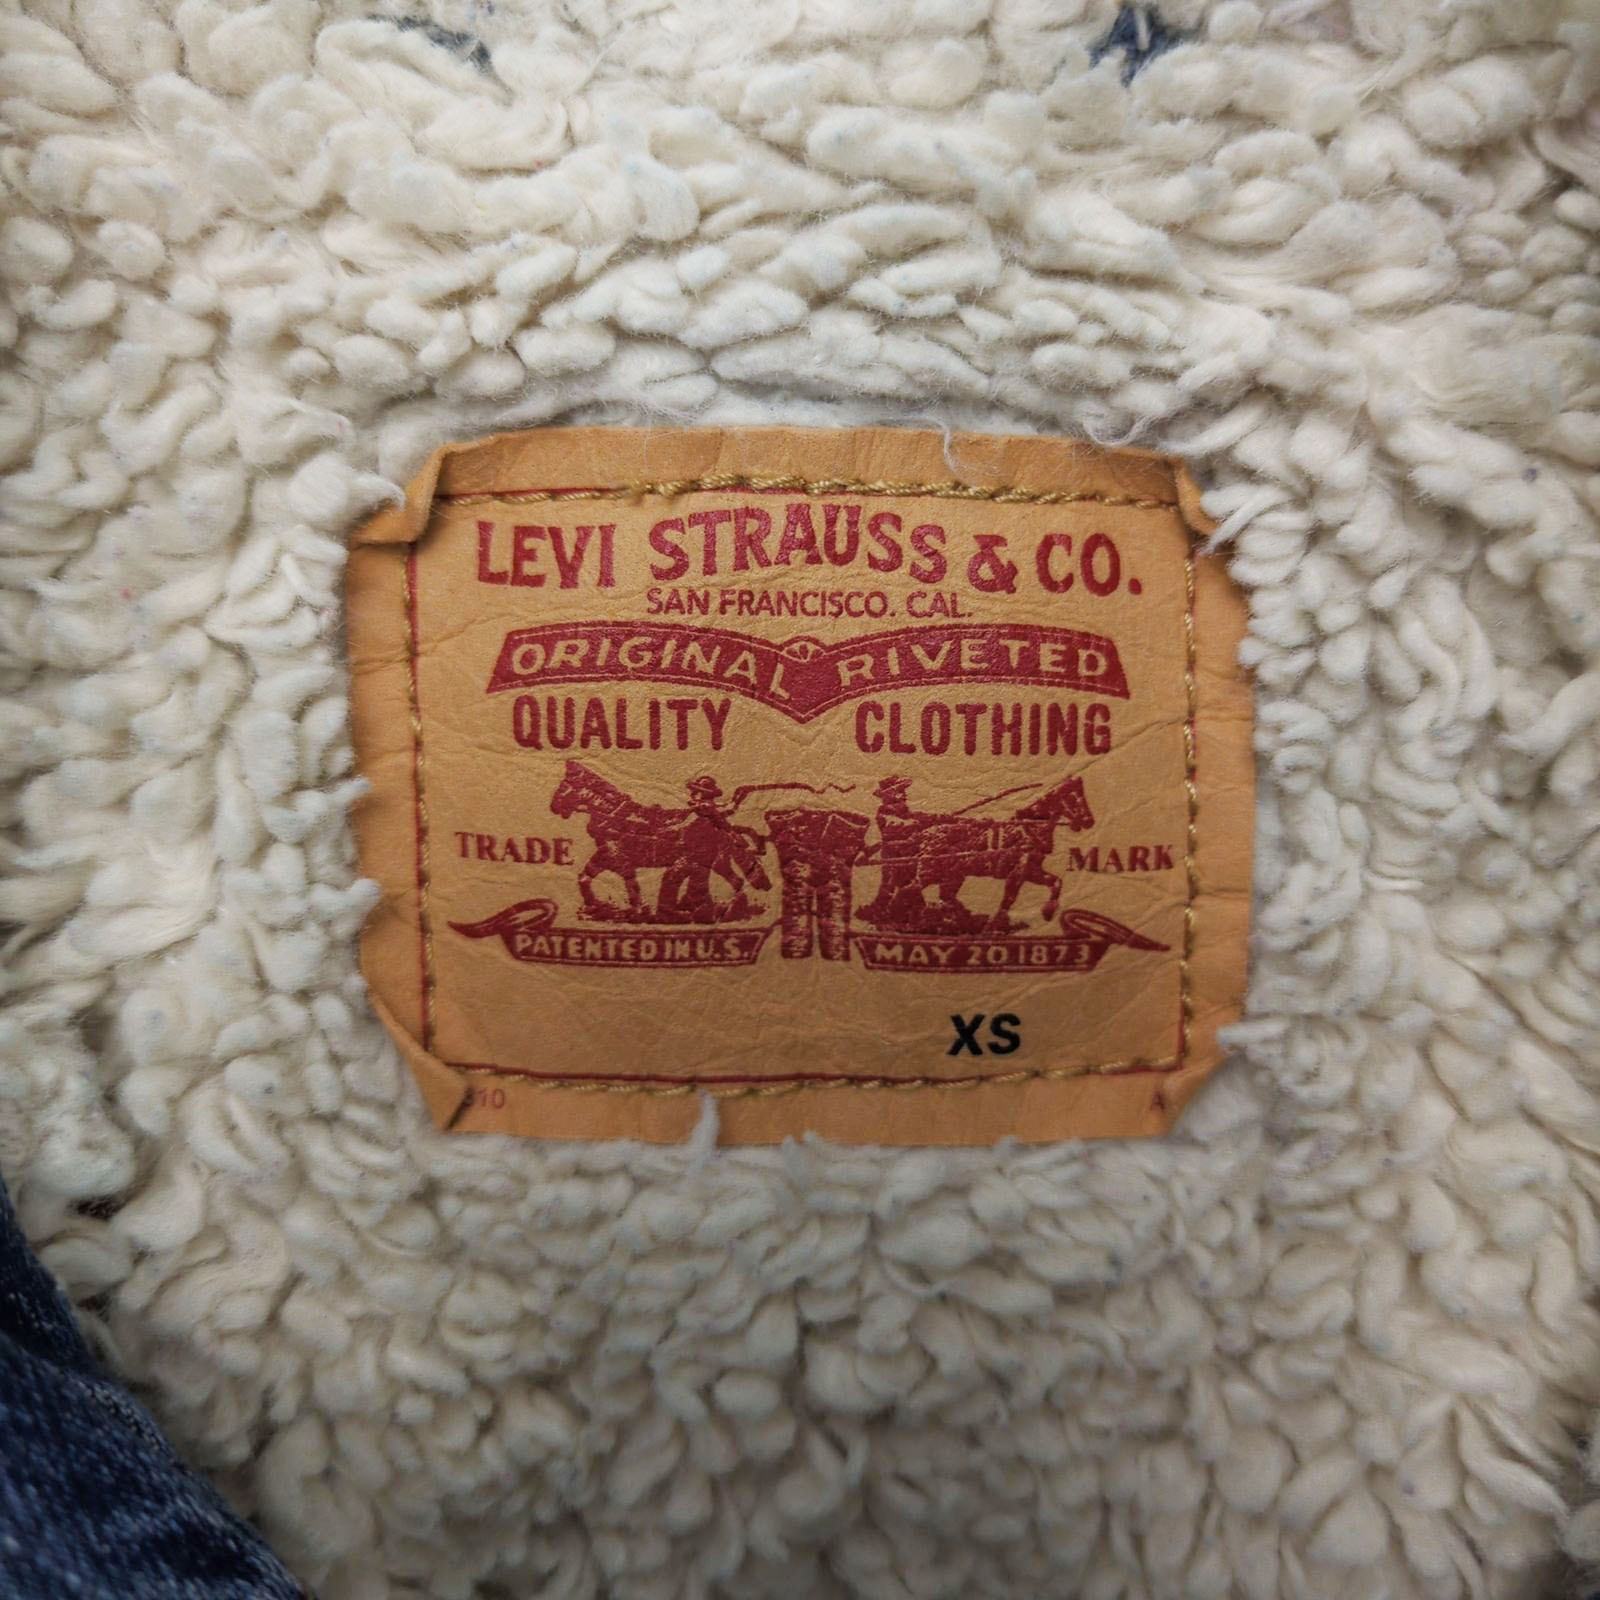 LEVI STRAUSS & CO.
SAN FRANCISCO. CAL.
ORIGINAL RIVETED
QUALITY CLOTHING
TRADE MARK
PATENTED IN U.S. MAY 20 1873
XS
A